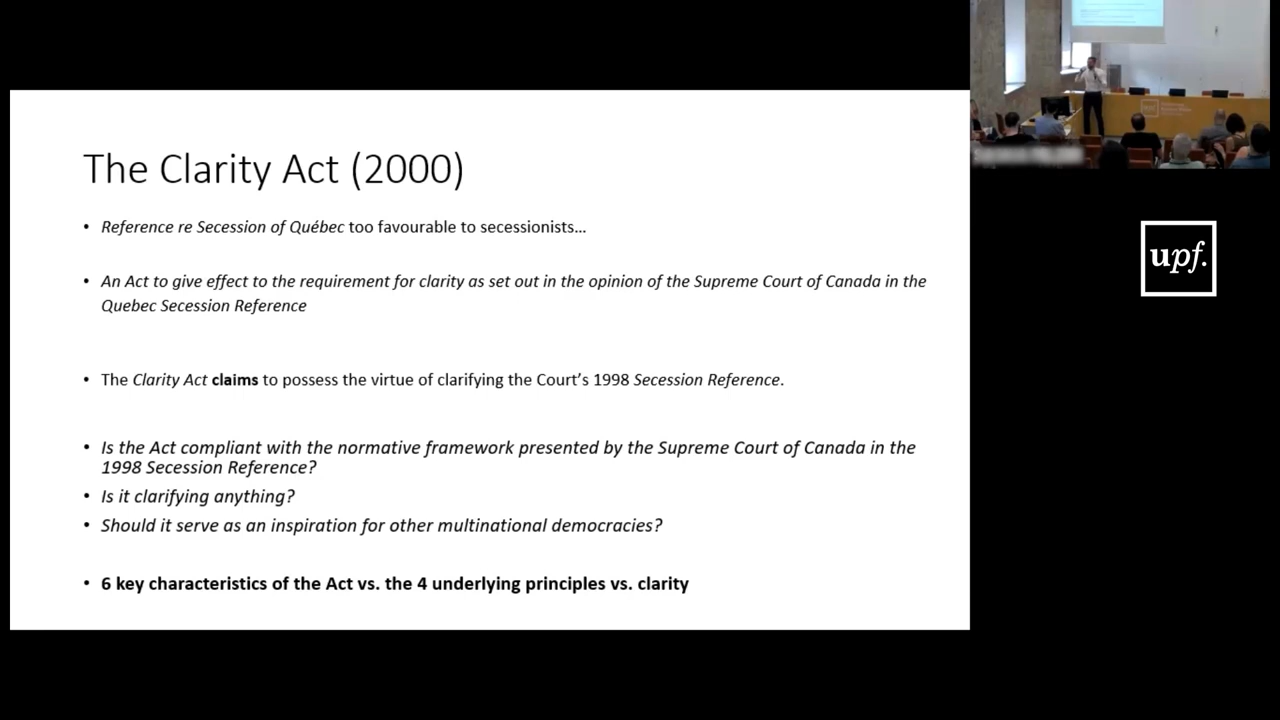 The Clarity Act (2000)
• Reference re Secession of Québec too favourable to secessionists…
• An Act to give effect to the requirement for clarity as set out in the opinion of the Supreme Court of Canada in the
Quebec Secession Reference
• The Clarity Act claims to possess the virtue of clarifying the Court’s 1998 Secession Reference.
• Is the Act compliant with the normative framework presented by the Supreme Court of Canada in the
1998 Secession Reference?
• Is it clarifying anything?
• Should it serve as an inspiration for other multinational democracies?
• 6 key characteristics of the Act vs. the 4 underlying principles vs. clarity
upf.